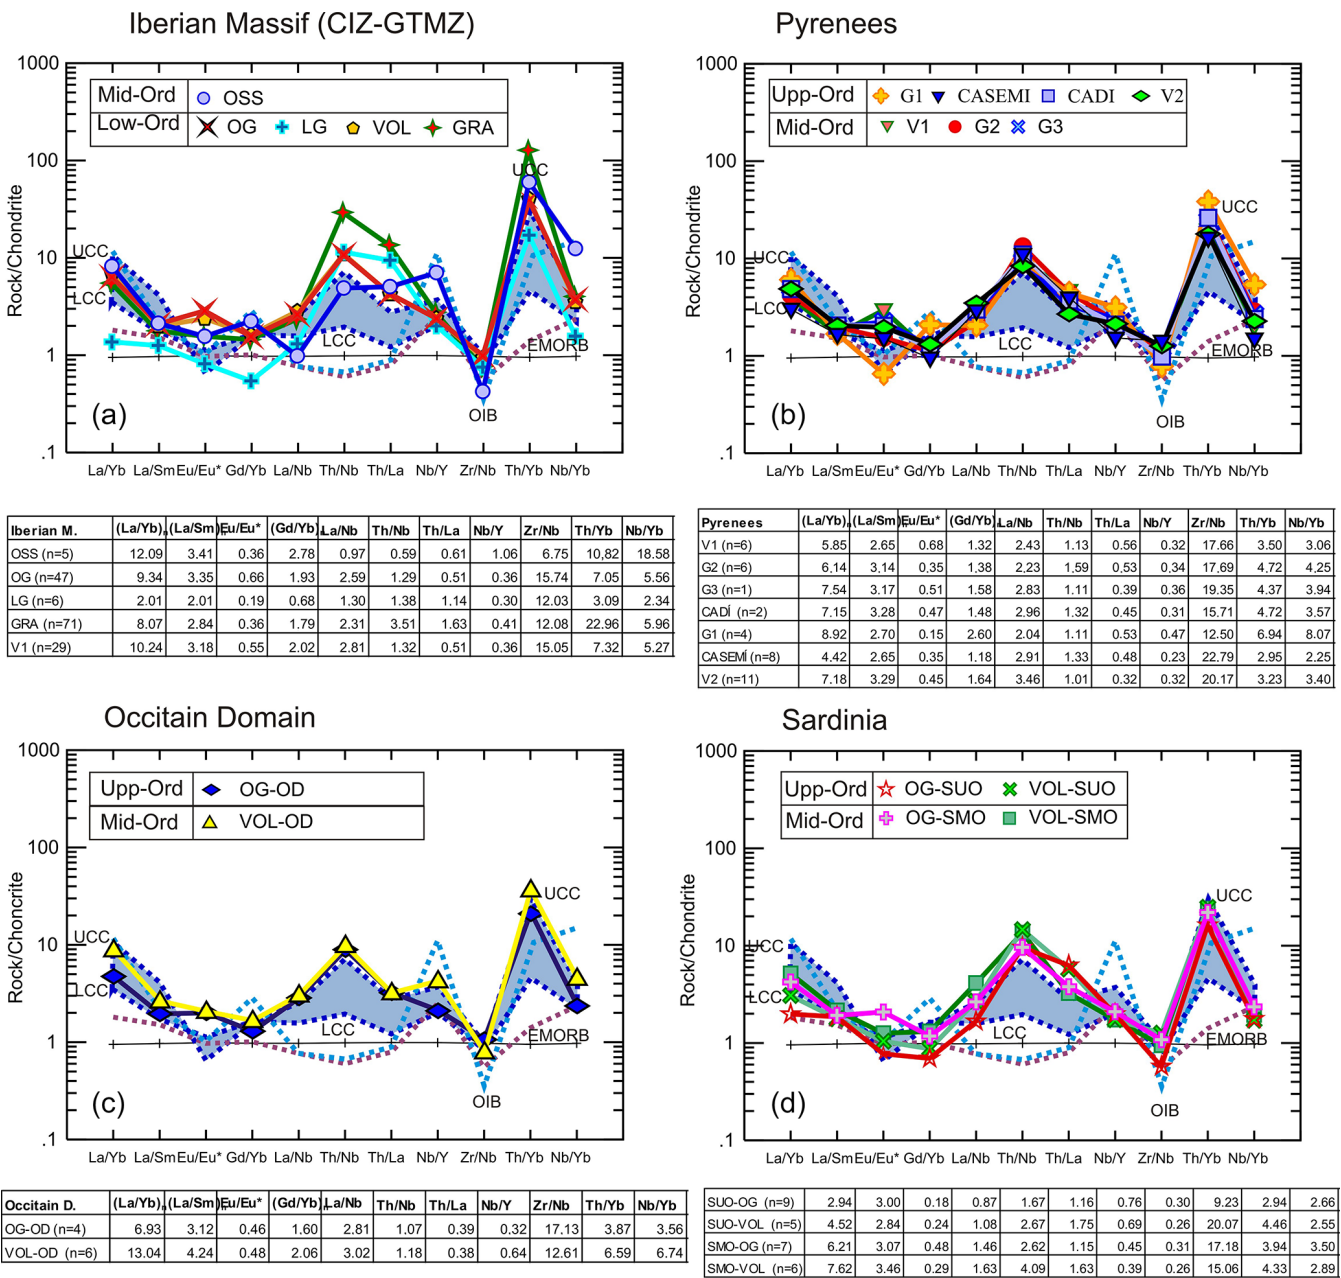 Iberian Massif (CIZ-GTMZ)
1000
100
10
1
.1
Rock/Chondrite
Mid-Ord OSS
Low-Ord OG LG VOL GRA
UCC
UCC
LCC
LCC
EMORB
OIB
(a)
La/Yb La/Sm Eu/Eu* Gd/Yb La/Nb Th/Nb Th/La Nb/Y Zr/Nb Th/Yb Nb/Yb
Iberian M. (La/Yb)n (La/Sm) Eu/Eu* (Gd/Yb) La/Nb Th/Nb Th/La Nb/Y Zr/Nb Th/Yb Nb/Yb
OSS (n=5) 12.09 3.41 0.36 2.78 0.97 0.59 0.61 1.06 6.75 10,82 18.58
OG (n=47) 9.34 3.35 0.66 1.93 2.59 1.29 0.51 0.36 15.74 7.05 5.56
LG (n=6) 2.01 2.01 0.19 0.68 1.30 1.38 1.14 0.30 12.03 3.09 2.34
GRA (n=71) 8.07 2.84 0.36 1.79 2.31 3.51 1.63 0.41 12.08 22.96 5.96
V1 (n=29) 10.24 3.18 0.55 2.02 2.81 1.32 0.51 0.36 15.05 7.32 5.27
Pyrenees
1000
100
10
1
.1
Rock/Chondrite
Upp-Ord G1 CASEMI CADI V2
Mid-Ord V1 G2 G3
UCC
UCC
LCC
LCC
EMORB
OIB
(b)
La/Yb La/Sm Eu/Eu* Gd/Yb La/Nb Th/Nb Th/La Nb/Y Zr/Nb Th/Yb Nb/Yb
Pyrenees (La/Yb)n (La/Sm) Eu/Eu* (Gd/Yb) La/Nb Th/Nb Th/La Nb/Y Zr/Nb Th/Yb Nb/Yb
V1 (n=6) 5.85 2.65 0.68 1.32 2.43 1.13 0.56 0.32 17.66 3.50 3.06
G2 (n=6) 6.14 3.14 0.35 1.38 2.23 1.59 0.53 0.34 17.69 4.72 4.25
G3 (n=1) 7.54 3.17 0.51 1.58 2.83 1.11 0.39 0.36 19.35 4.37 3.94
CADÍ (n=2) 7.15 3.28 0.47 1.48 2.96 1.32 0.45 0.31 15.71 4.72 3.57
G1 (n=4) 8.92 2.70 0.15 2.60 2.04 1.11 0.53 0.47 12.50 6.94 8.07
CASEMÍ (n=8) 4.42 2.65 0.35 1.18 2.91 1.33 0.48 0.23 22.79 2.95 2.25
V2 (n=11) 7.18 3.29 0.45 1.64 3.46 1.01 0.32 0.32 20.17 3.23 3.40
Occitain Domain
1000
100
10
1
.1
Rock/Choncrite
Upp-Ord OG-OD
Mid-Ord VOL-OD
UCC
UCC
LCC
LCC
EMORB
OIB
(c)
La/Yb La/Sm Eu/Eu* Gd/Yb La/Nb Th/Nb Th/La Nb/Y Zr/Nb Th/Yb Nb/Yb
Occitain D. (La/Yb)n (La/Sm) Eu/Eu* (Gd/Yb) La/Nb Th/Nb Th/La Nb/Y Zr/Nb Th/Yb Nb/Yb
OG-OD (n=4) 6.93 3.12 0.46 1.60 2.81 1.07 0.39 0.32 17.13 3.87 3.56
VOL-OD (n=6) 13.04 4.24 0.48 2.06 3.02 1.18 0.38 0.64 12.61 6.59 6.74
Sardinia
1000
100
10
1
.1
Rock/Chondrite
Upp-Ord OG-SUO VOL-SUO
Mid-Ord OG-SMO VOL-SMO
UCC
UCC
LCC
LCC
EMORB
OIB
(d)
La/Yb La/Sm Eu/Eu* Gd/Yb La/Nb Th/Nb Th/La Nb/Y Zr/Nb Th/Yb Nb/Yb
SUO-OG (n=9) 2.94 3.00 0.18 0.87 1.67 1.16 0.76 0.30 9.23 2.94 2.66
SUO-VOL (n=5) 4.52 2.84 0.24 1.08 2.67 1.75 0.69 0.26 20.07 4.46 2.55
SMO-OG (n=7) 6.21 3.07 0.48 1.46 2.62 1.15 0.45 0.31 17.18 3.94 3.50
SMO-VOL (n=6) 7.62 3.46 0.29 1.63 4.09 1.63 0.39 0.26 15.06 4.33 2.89